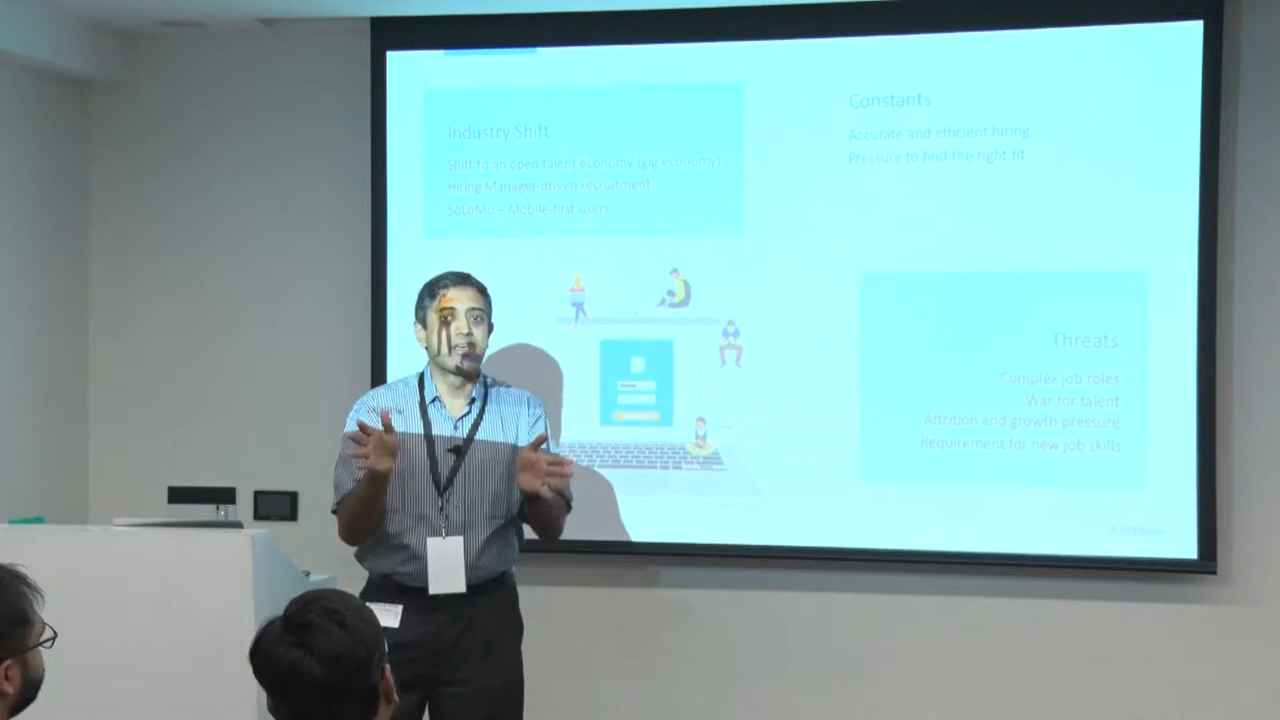 Industry Shift
Shift to an open talent economy (gig economy)
Hiring Manager-driven recruitment
SoLoMo – Mobile-first users
Constants
Accurate and efficient hiring
Pressure to find the right fit
Threats
Complex job roles
War for talent
Attrition and growth pressure
Requirement for new job skills